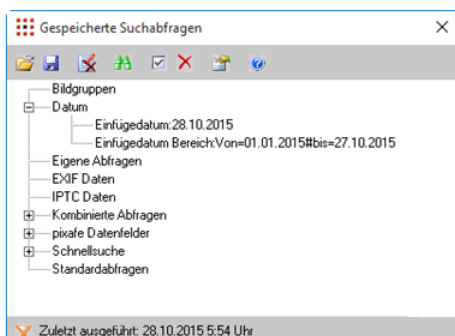 Gespeicherte Suchabfragen
Bildgruppen
Datum
Einfügedatum:28.10.2015
Einfügedatum Bereich:Von=01.01.2015#bis=27.10.2015
Eigene Abfragen
EXIF Daten
IPTC Daten
Kombinierte Abfragen
pixafe Datenfelder
Schnellsuche
Standardabfragen
Zuletzt ausgeführt: 28.10.2015 5:54 Uhr